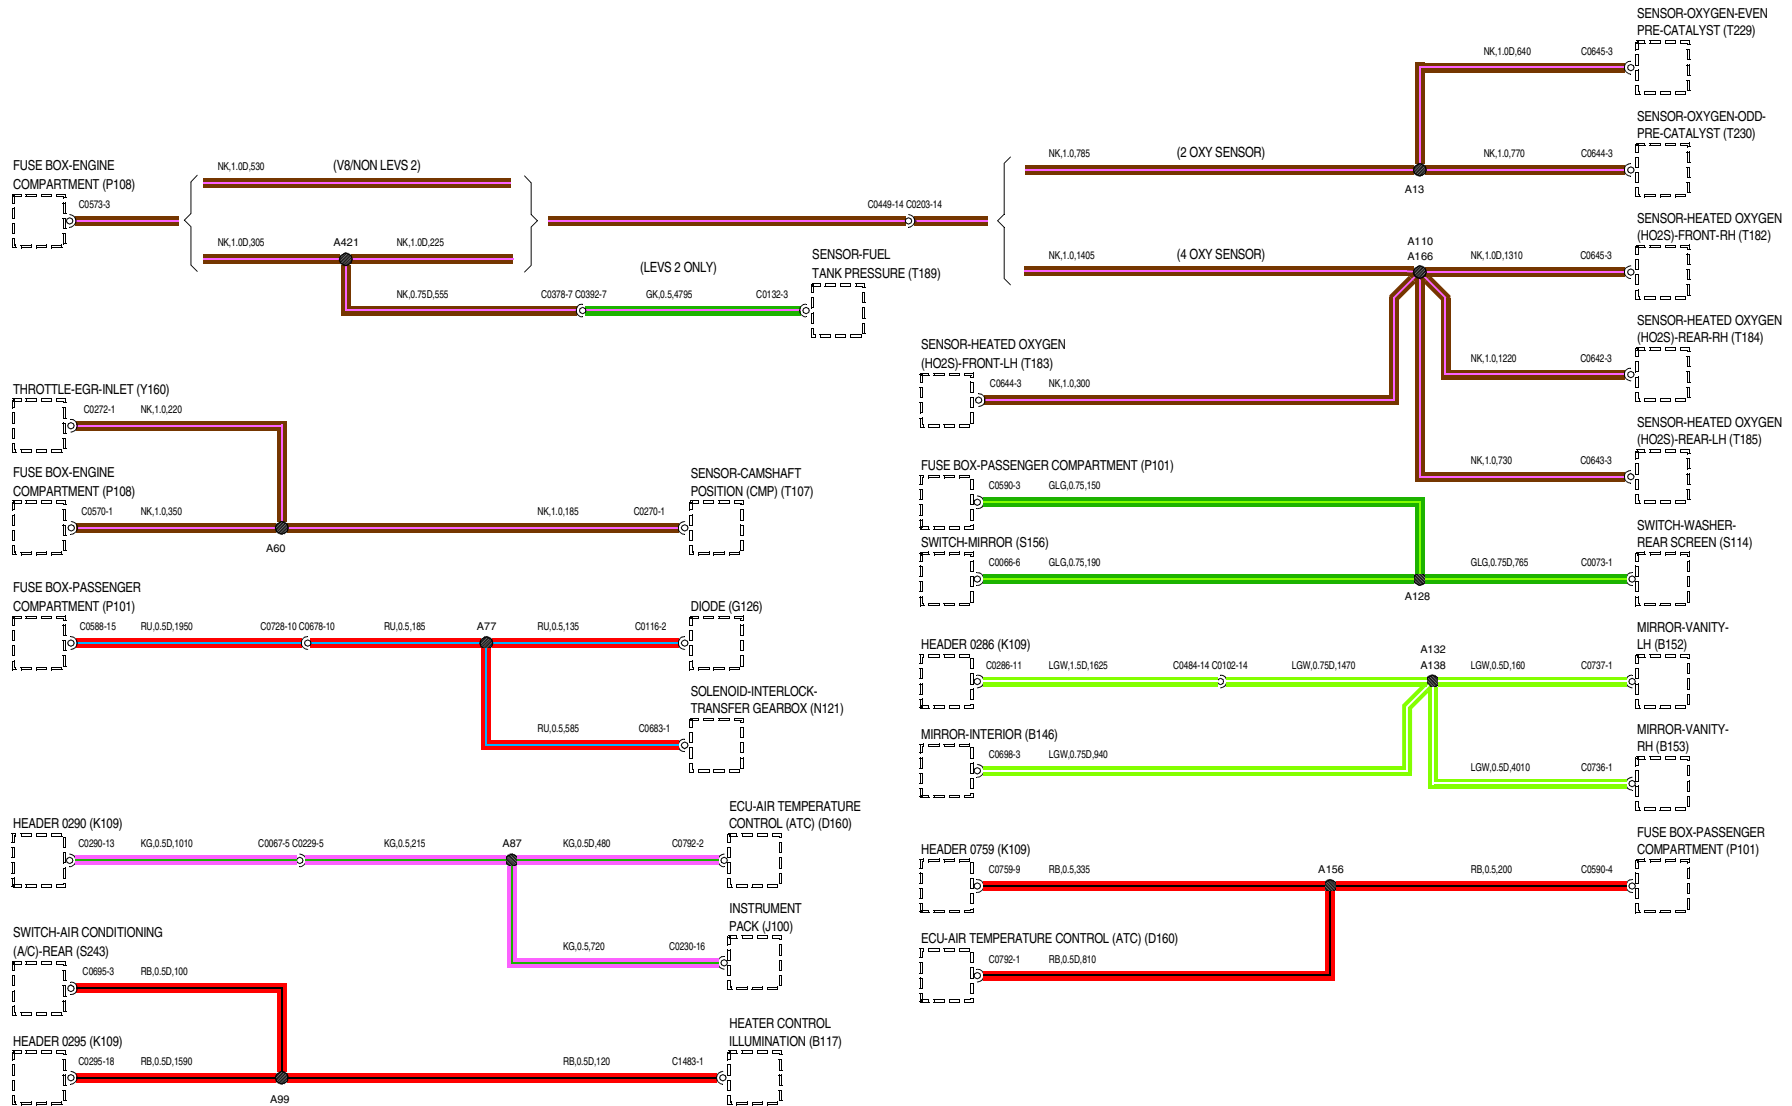 FUSE BOX-ENGINE
COMPARTMENT (P108)
C0573-3
NK,1.0D,530
(V8/NON LEVS 2)
NK,1.0D,305
A421
NK,1.0D,225
(LEVS 2 ONLY)
NK,0.75D,555
C0378-7 C0392-7
GK,0.5,4795
C0132-3
SENSOR-FUEL
TANK PRESSURE (T189)
C0449-14 C0203-14
NK,1.0,785
(2 OXY SENSOR)
A13
NK,1.0D,640
C0645-3
SENSOR-OXYGEN-EVEN
PRE-CATALYST (T229)
NK,1.0,770
C0644-3
SENSOR-OXYGEN-ODD-
PRE-CATALYST (T230)
NK,1.0,1405
(4 OXY SENSOR)
A110
A166
NK,1.0D,1310
C0645-3
SENSOR-HEATED OXYGEN
(HO2S)-FRONT-RH (T182)
NK,1.0,1220
C0642-3
SENSOR-HEATED OXYGEN
(HO2S)-REAR-RH (T184)
NK,1.0,730
C0643-3
SENSOR-HEATED OXYGEN
(HO2S)-REAR-LH (T185)
SENSOR-HEATED OXYGEN
(HO2S)-FRONT-LH (T183)
C0644-3
NK,1.0,300
THROTTLE-EGR-INLET (Y160)
C0272-1
NK,1.0,220
FUSE BOX-ENGINE
COMPARTMENT (P108)
C0570-1
NK,1.0,350
A60
NK,1.0,185
C0270-1
SENSOR-CAMSHAFT
POSITION (CMP) (T107)
FUSE BOX-PASSENGER COMPARTMENT (P101)
C0590-3
GLG,0.75,150
SWITCH-MIRROR (S156)
C0066-6
GLG,0.75,190
A128
GLG,0.75D,765
C0073-1
SWITCH-WASHER-
REAR SCREEN (S114)
FUSE BOX-PASSENGER
COMPARTMENT (P101)
C0588-15
RU,0.5D,1950
C0728-10 C0678-10
RU,0.5,185
A77
RU,0.5,135
C0116-2
DIODE (G126)
RU,0.5,585
C0683-1
SOLENOID-INTERLOCK-
TRANSFER GEARBOX (N121)
HEADER 0286 (K109)
C0286-11
LGW,1.5D,1625
C0484-14 C0102-14
LGW,0.75D,1470
A132
A138
LGW,0.5D,160
C0737-1
MIRROR-VANITY-
LH (B152)
MIRROR-INTERIOR (B146)
C0698-3
LGW,0.75D,940
LGW,0.5D,4010
C0736-1
MIRROR-VANITY-
RH (B153)
HEADER 0290 (K109)
C0290-13
KG,0.5D,1010
C0067-5 C0229-5
KG,0.5,215
A87
KG,0.5D,480
C0792-2
ECU-AIR TEMPERATURE
CONTROL (ATC) (D160)
KG,0.5,720
C0230-16
INSTRUMENT
PACK (J100)
HEADER 0759 (K109)
C0759-9
RB,0.5,335
A156
RB,0.5,200
C0590-4
FUSE BOX-PASSENGER
COMPARTMENT (P101)
ECU-AIR TEMPERATURE CONTROL (ATC) (D160)
C0792-1
RB,0.5D,810
SWITCH-AIR CONDITIONING
(A/C)-REAR (S243)
C0695-3
RB,0.5D,100
HEADER 0295 (K109)
C0295-18
RB,0.5D,1590
A99
RB,0.5D,120
C1483-1
HEATER CONTROL
ILLUMINATION (B117)